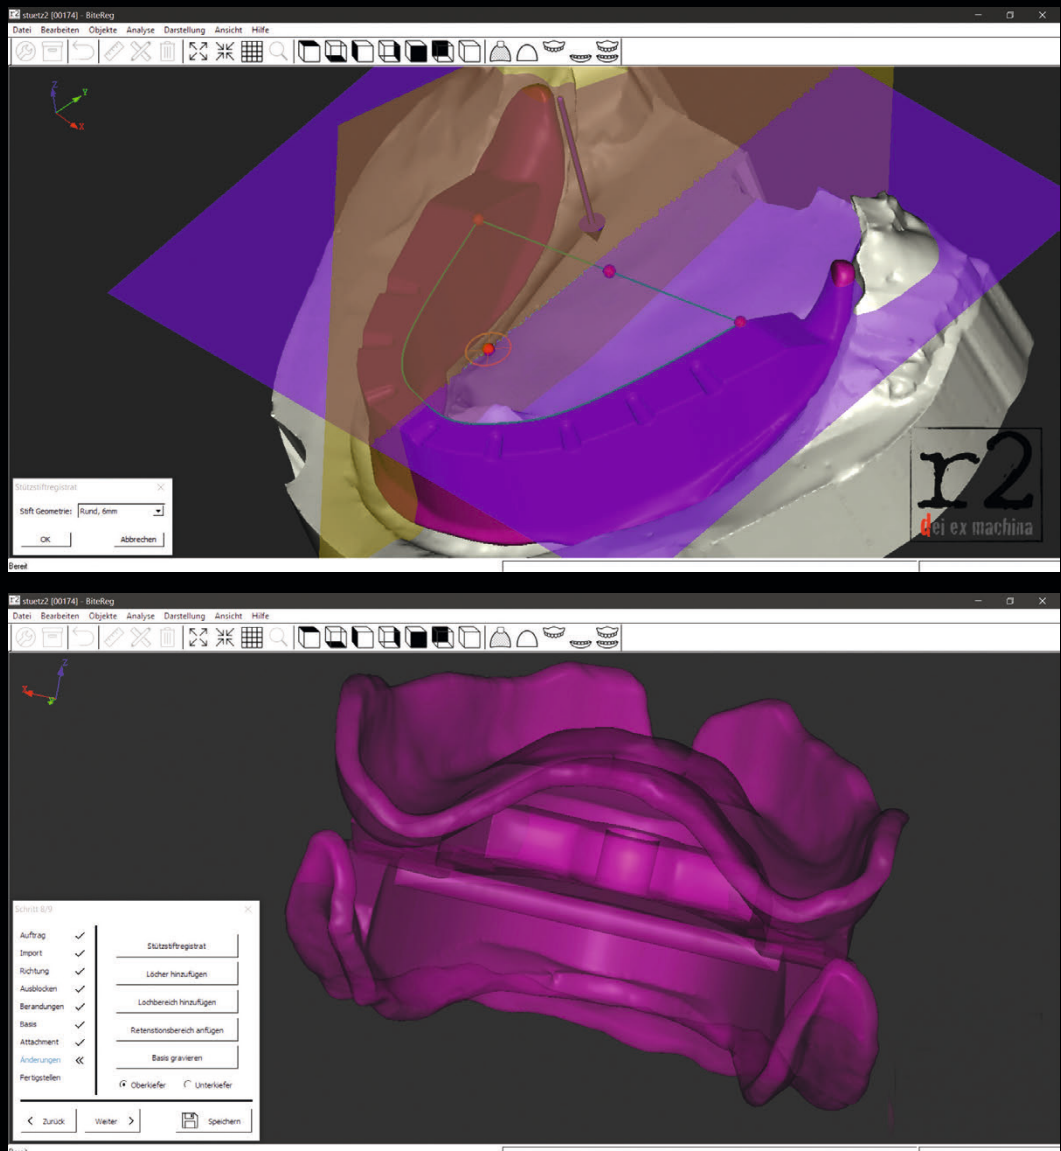 stuetz2 [00174] - BiteReg
Datei Bearbeiten Objekte Analyse Darstellung Ansicht Hilfe
Z
Y
X
r2
dei ex machina
Stützstiftregistrat
Stift Geometrie: Rund, 6mm
OK Abbrechen
Bereit
stuetz2 [00174] - BiteReg
Datei Bearbeiten Objekte Analyse Darstellung Ansicht Hilfe
Z
Schritt 8/9
Auftrag
Import
Richtung
Ausblocken
Berandungen
Basis
Attachment
Änderungen
Fertigstellen
Stützstiftregistrat
Löcher hinzufügen
Lochbereich hinzufügen
Retenstionsbereich anfügen
Basis gravieren
Oberkiefer Unterkiefer
Zurück Weiter Speichern